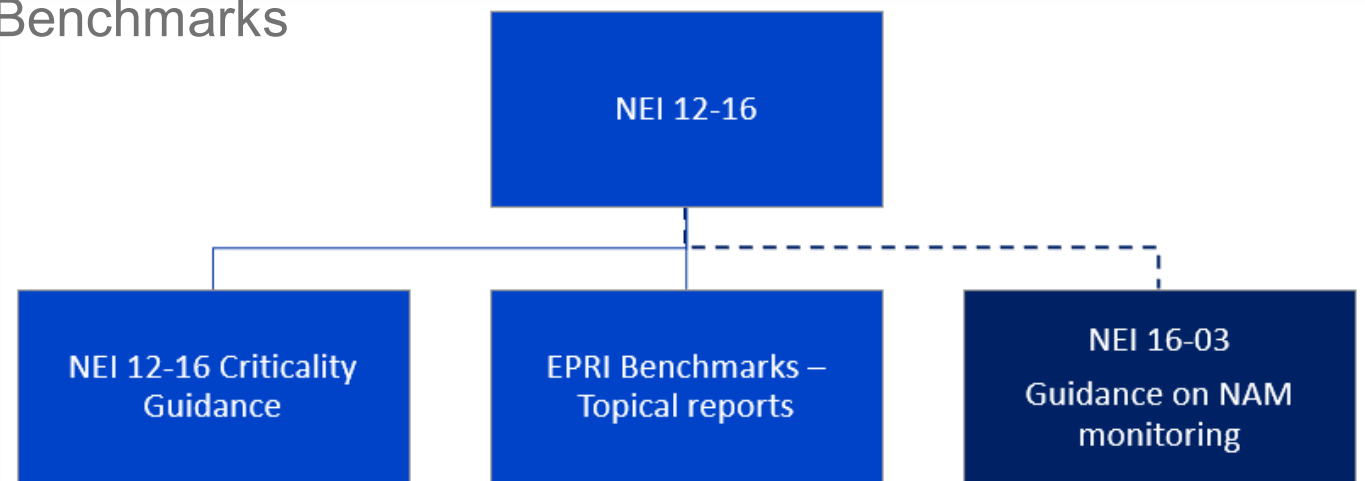 Benchmarks
NEI 12-16
NEI 12-16 Criticality
Guidance
EPRI Benchmarks –
Topical reports
NEI 16-03
Guidance on NAM
monitoring